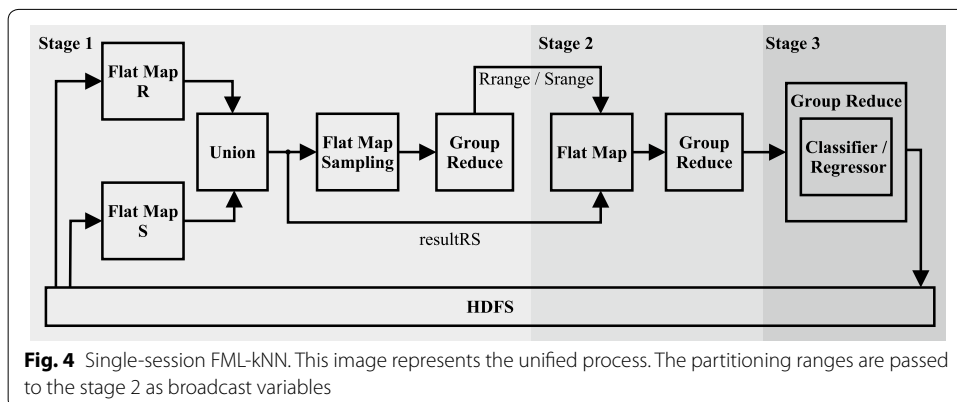 Stage 1
Stage 2
Stage 3
Flat Map
R
Rrange / Srange
Union
Flat Map
Sampling
Group
Reduce
Flat Map
Group
Reduce
Group Reduce
Classifier /
Regressor
Flat Map
S
resultRS
HDFS
Fig. 4 Single-session FML-kNN. This image represents the unified process. The partitioning ranges are passed
to the stage 2 as broadcast variables